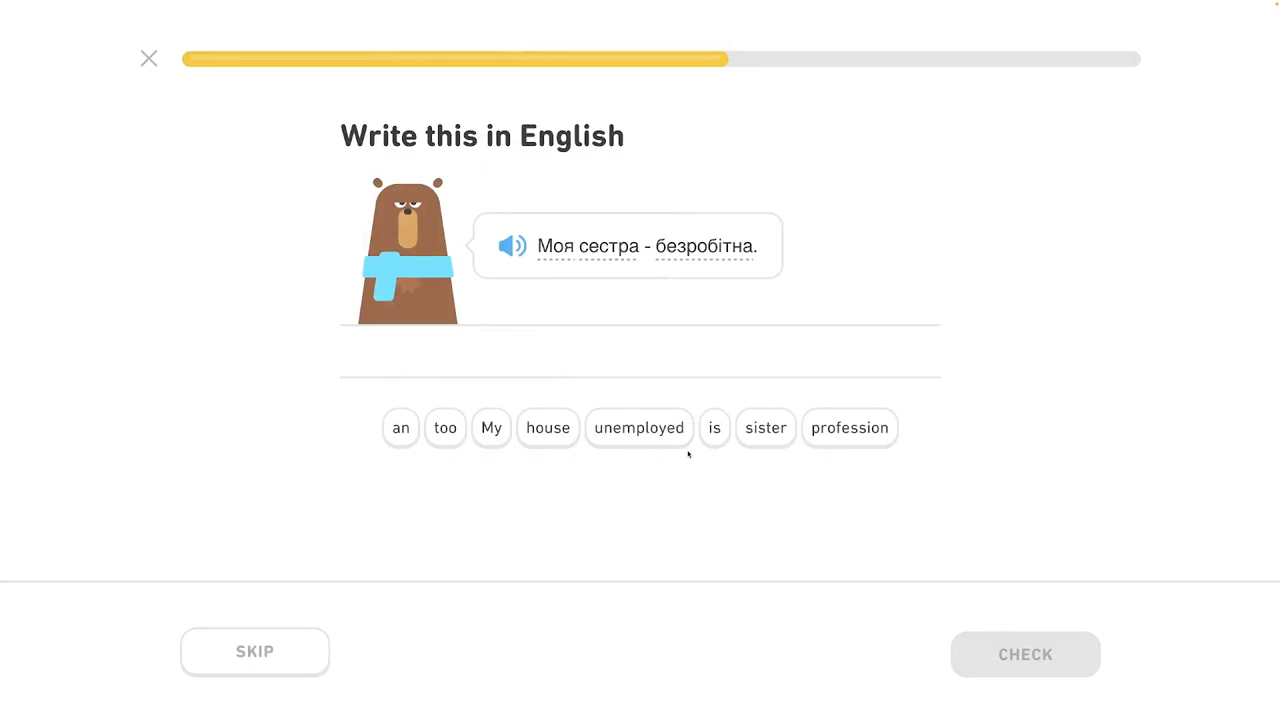 Write this in English
Моя сестра - безробітна.
an too My house unemployed is sister profession
SKIP CHECK